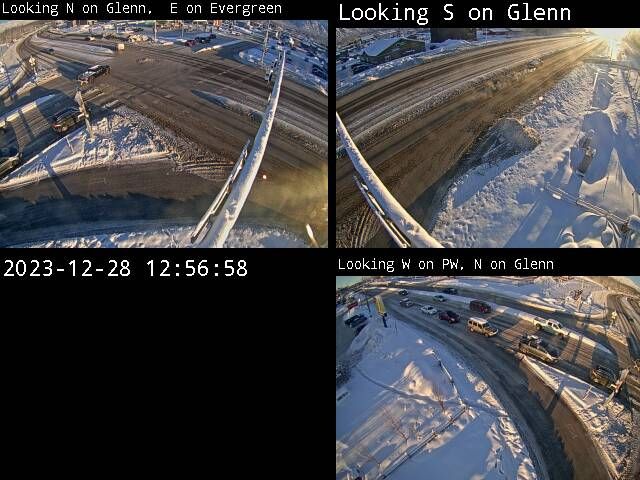 Looking N on Glenn,  E on Evergreen
Looking S on Glenn
2023-12-28 12:56:58
Looking W on PW, N on Glenn